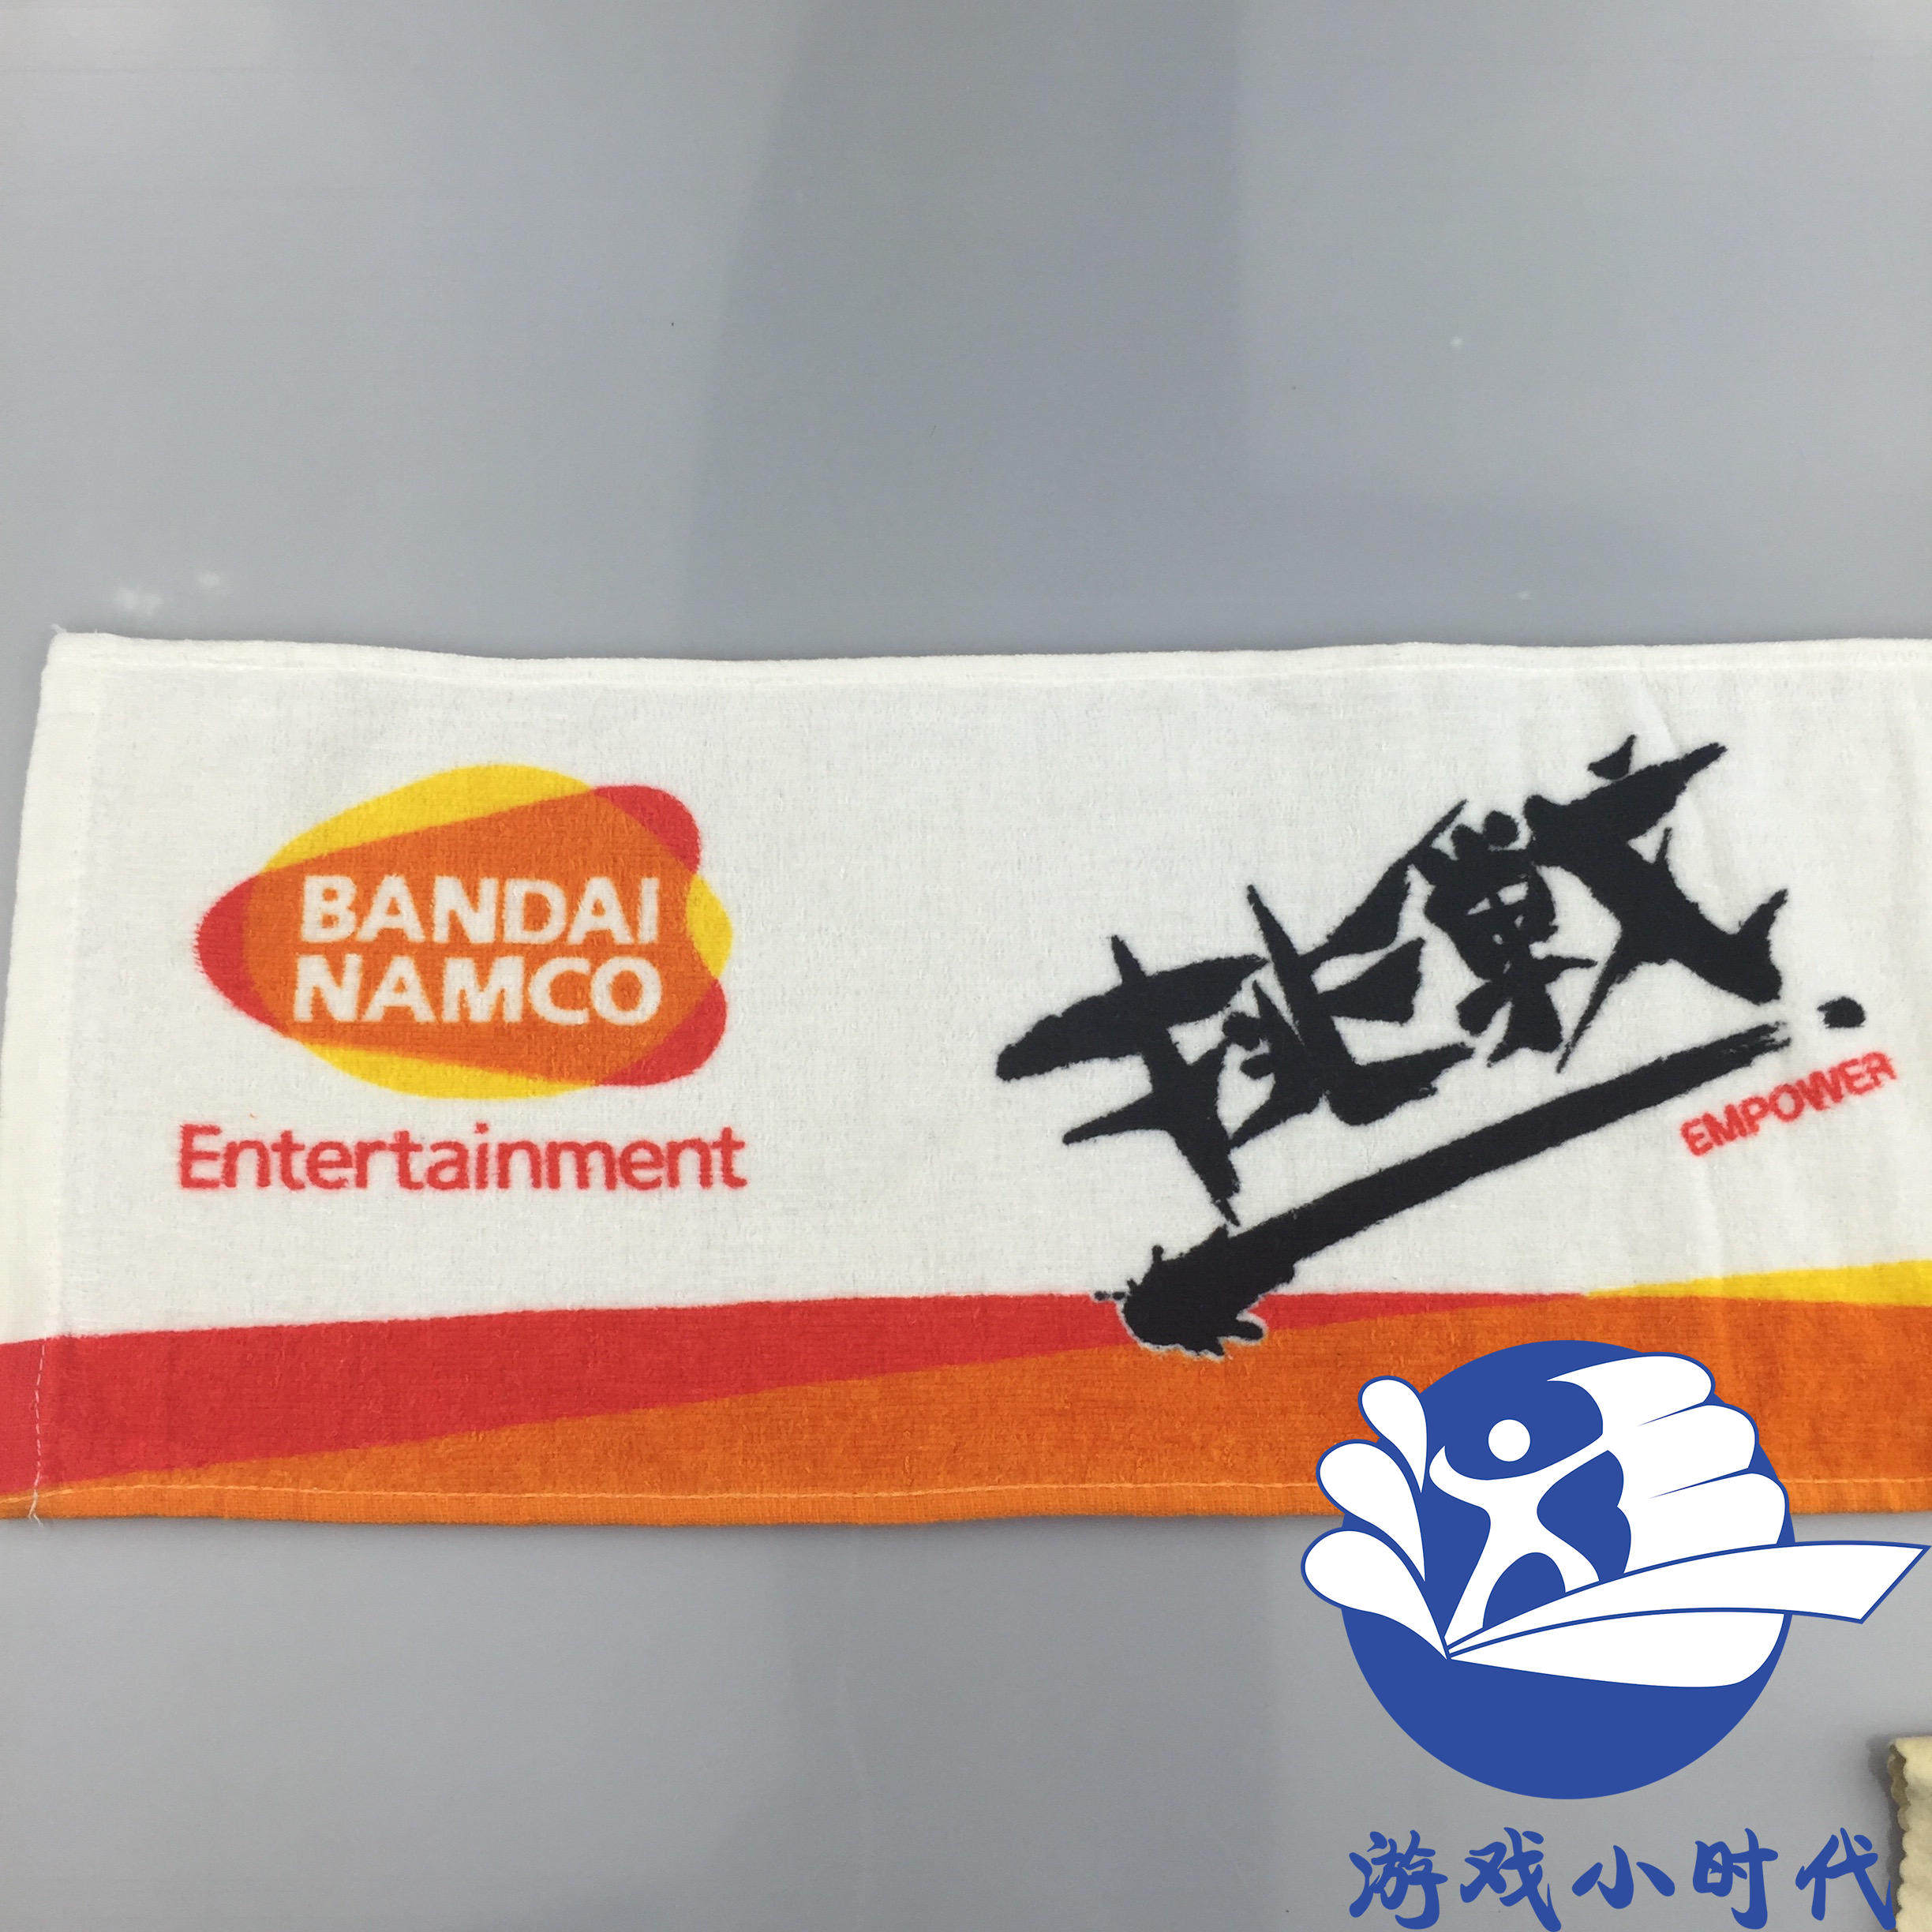 BANDAI
NAMCO
Entertainment
挑戦.
EMPOWER
游戏小时代